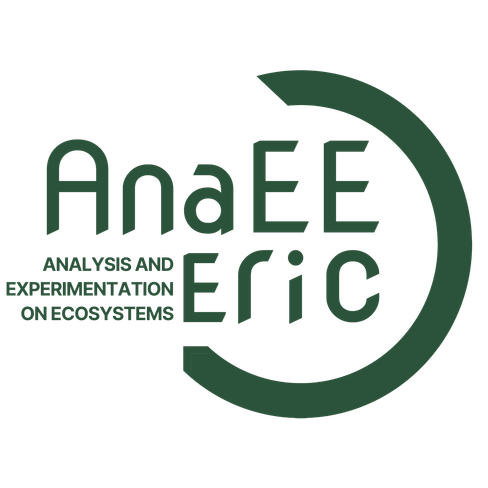 AnaEE
Eric
ANALYSIS AND
EXPERIMENTATION
ON ECOSYSTEMS